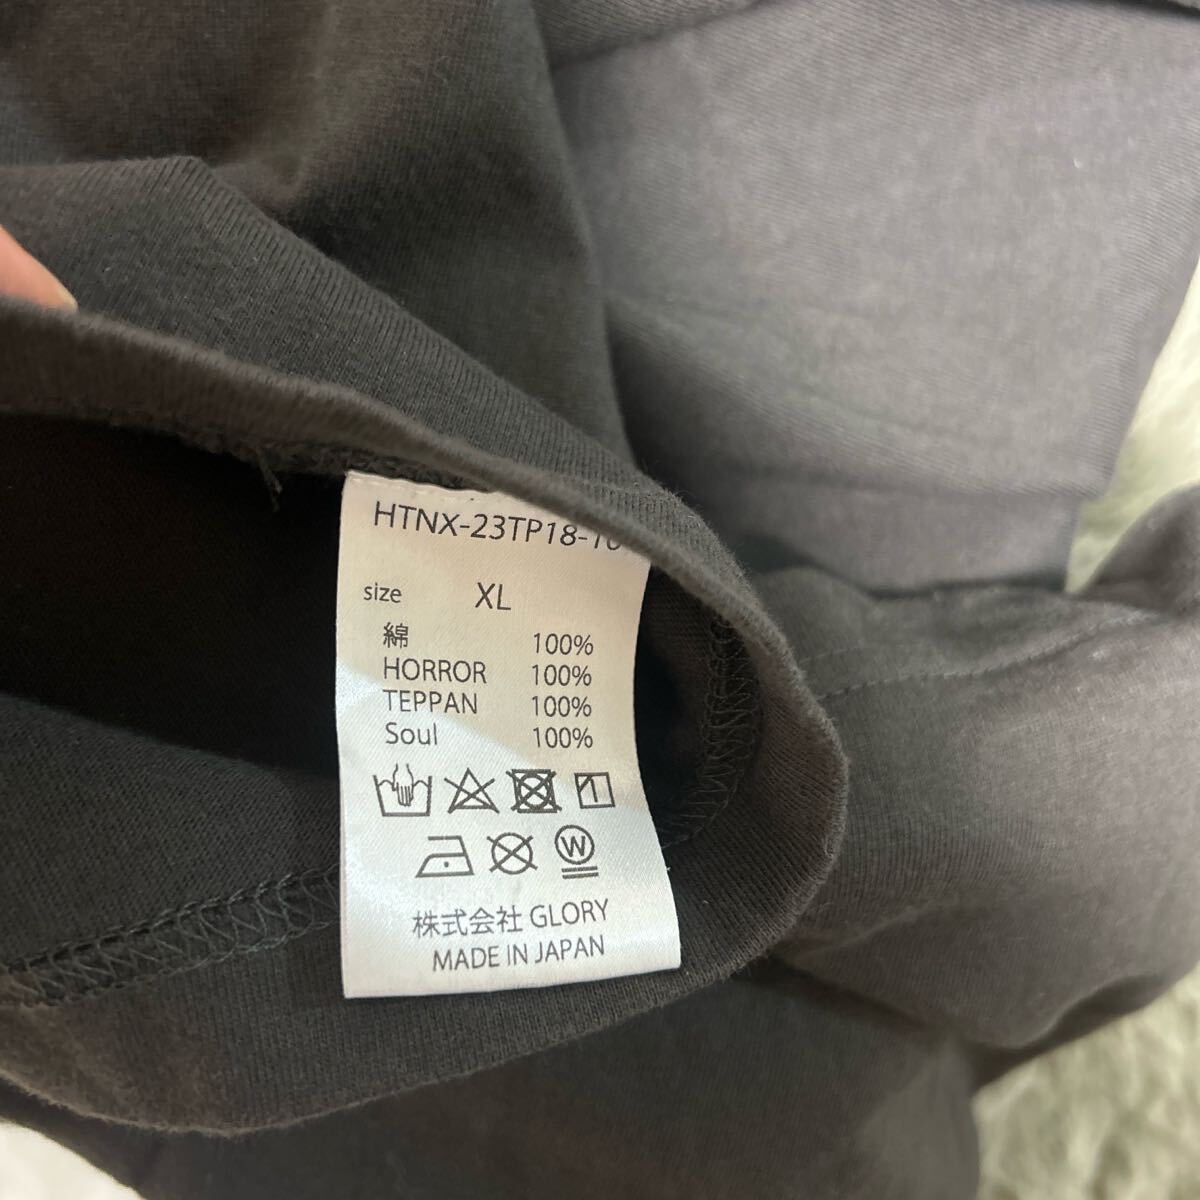 HTNX-23TP18-10
size XL
綿 100%
HORROR 100%
TEPPAN 100%
Soul 100%
W
株式会社 GLORY
MADE IN JAPAN